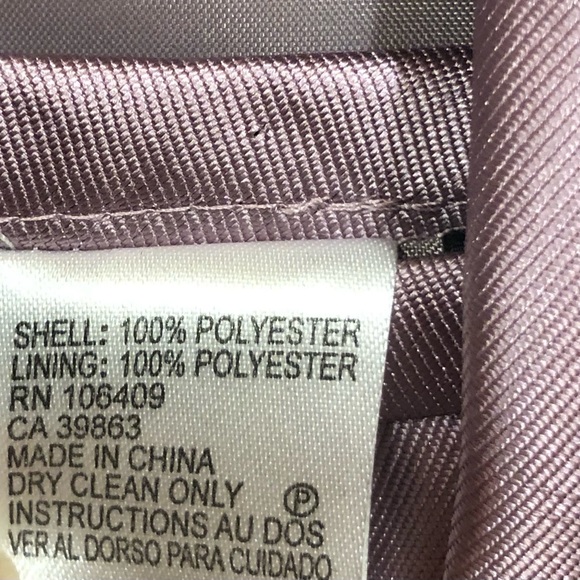 SHELL: 100% POLYESTER
LINING: 100% POLYESTER
RN 106409
CA 39863
MADE IN CHINA
DRY CLEAN ONLY Ⓟ
INSTRUCTIONS AU DOS
VER AL DORSO PARA CUIDADO